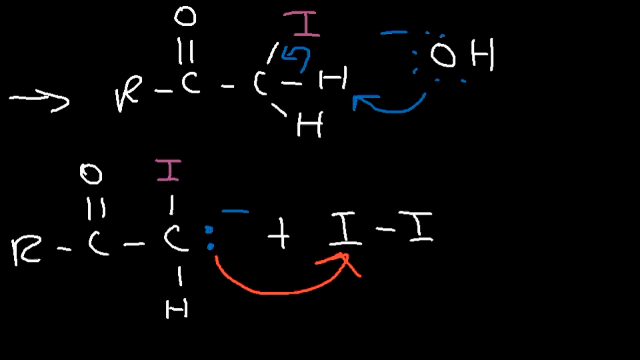 O I
|| OH
→ R - C - C - H
H
O I
||
R - C - C :⁻ + I - I
H